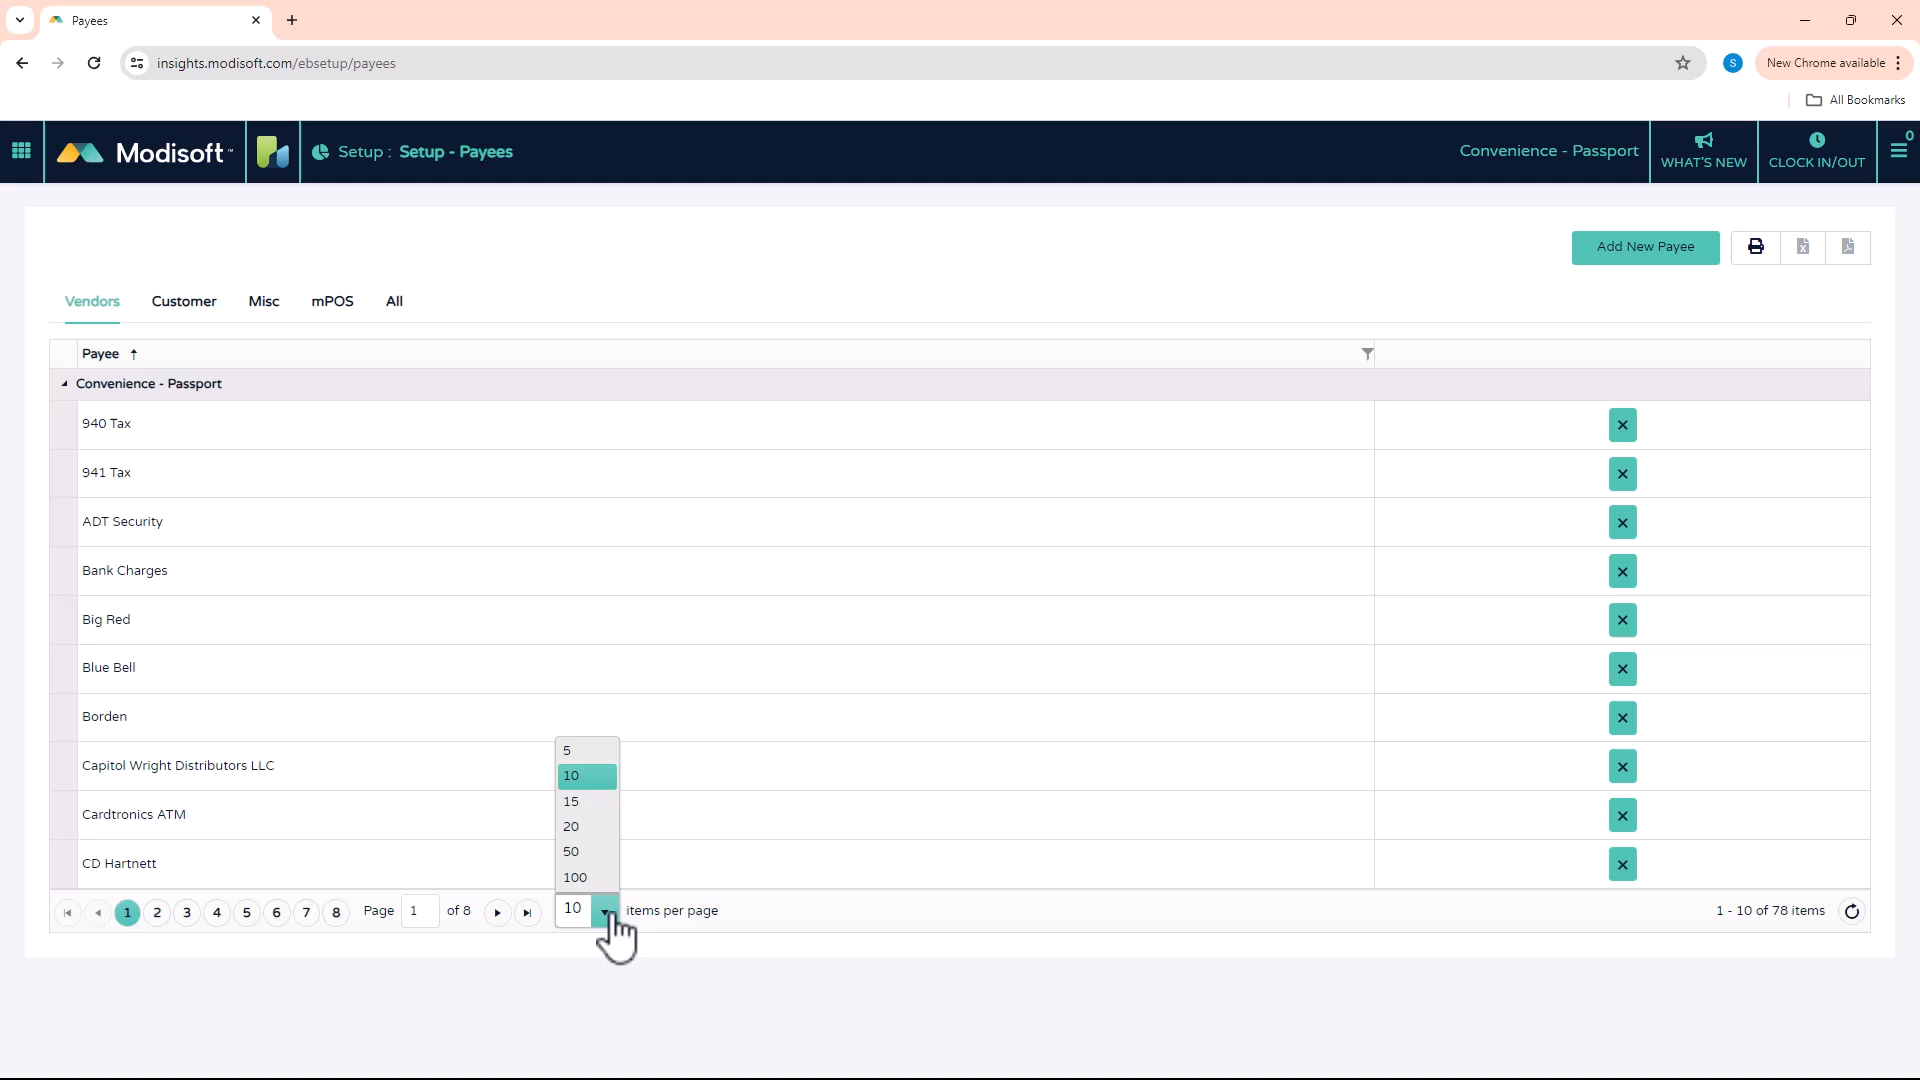 Payees
insights.modisoft.com/ebsetup/payees
S
New Chrome available
All Bookmarks
Modisoft™
Setup : Setup - Payees
Convenience - Passport
WHAT'S NEW
CLOCK IN/OUT
0
Add New Payee
Vendors Customer Misc mPOS All
Payee
Convenience - Passport
940 Tax
941 Tax
ADT Security
Bank Charges
Big Red
Blue Bell
Borden
Capitol Wright Distributors LLC
Cardtronics ATM
CD Hartnett
5
10
15
20
50
100
1 2 3 4 5 6 7 8 Page 1 of 8 10 items per page 1 - 10 of 78 items